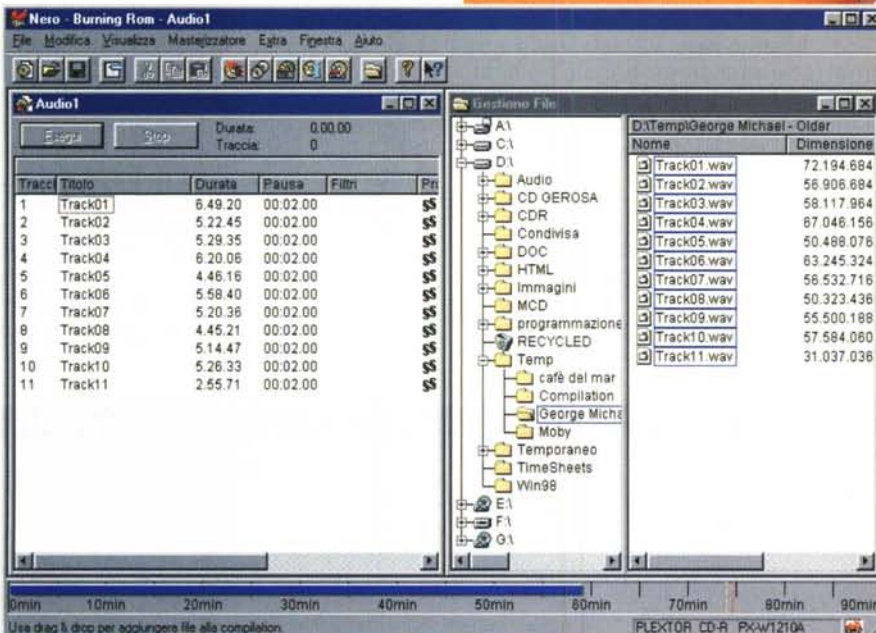 Nero - Burning Rom - Audio1
File Modifica Visualizza Masterizzatore Extra Finestra Aiuto
Audio1
Esegui Stop Durata: 0.00.00
Traccia: 0
Tracci Titolo Durata Pausa Filtri Pri
1 Track01 6.49.20 00:02.00 §$
2 Track02 5.22.45 00:02.00 §$
3 Track03 5.29.35 00:02.00 §$
4 Track04 6.20.06 00:02.00 §$
5 Track05 4.46.16 00:02.00 §$
6 Track06 5.58.40 00:02.00 §$
7 Track07 5.20.36 00:02.00 §$
8 Track08 4.45.21 00:02.00 §$
9 Track09 5.14.47 00:02.00 §$
10 Track10 5.26.33 00:02.00 §$
11 Track11 2.55.71 00:02.00 §$
Gestione File
A:\
C:\
D:\
Audio
CD GEROSA
CDR
Condivisa
DOC
HTML
Immagini
MCD
programmazione
RECYCLED
Temp
cafè del mar
Compilation
George Micha
Moby
Temporaneo
TimeSheets
Win98
E:\
F:\
G:\
D:\Temp\George Michael - Older
Nome Dimensione
Track01.wav 72.194.684
Track02.wav 56.906.684
Track03.wav 58.117.964
Track04.wav 67.046.156
Track05.wav 50.488.076
Track06.wav 63.245.324
Track07.wav 56.532.716
Track08.wav 50.323.436
Track09.wav 55.500.188
Track10.wav 57.584.060
Track11.wav 31.037.036
0min 10min 20min 30min 40min 50min 60min 70min 80min 90min
Usa drag & drop per aggiungere file alla compilation. PLEXTOR CD-R PX-W1210A